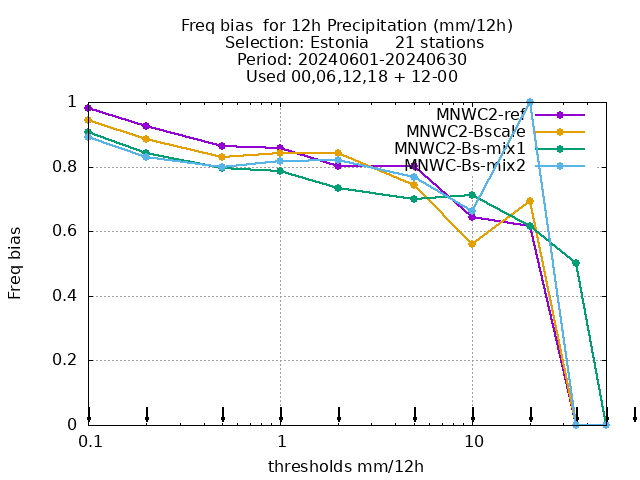 Freq bias  for 12h Precipitation (mm/12h)
Selection: Estonia     21 stations
Period: 20240601-20240630
Used 00,06,12,18 + 12-00
MNWC2-ref
MNWC2-Bscale
MNWC2-Bs-mix1
MNWC-Bs-mix2
1
0.8
0.6
0.4
0.2
0
Freq bias
0.1 1 10
thresholds mm/12h